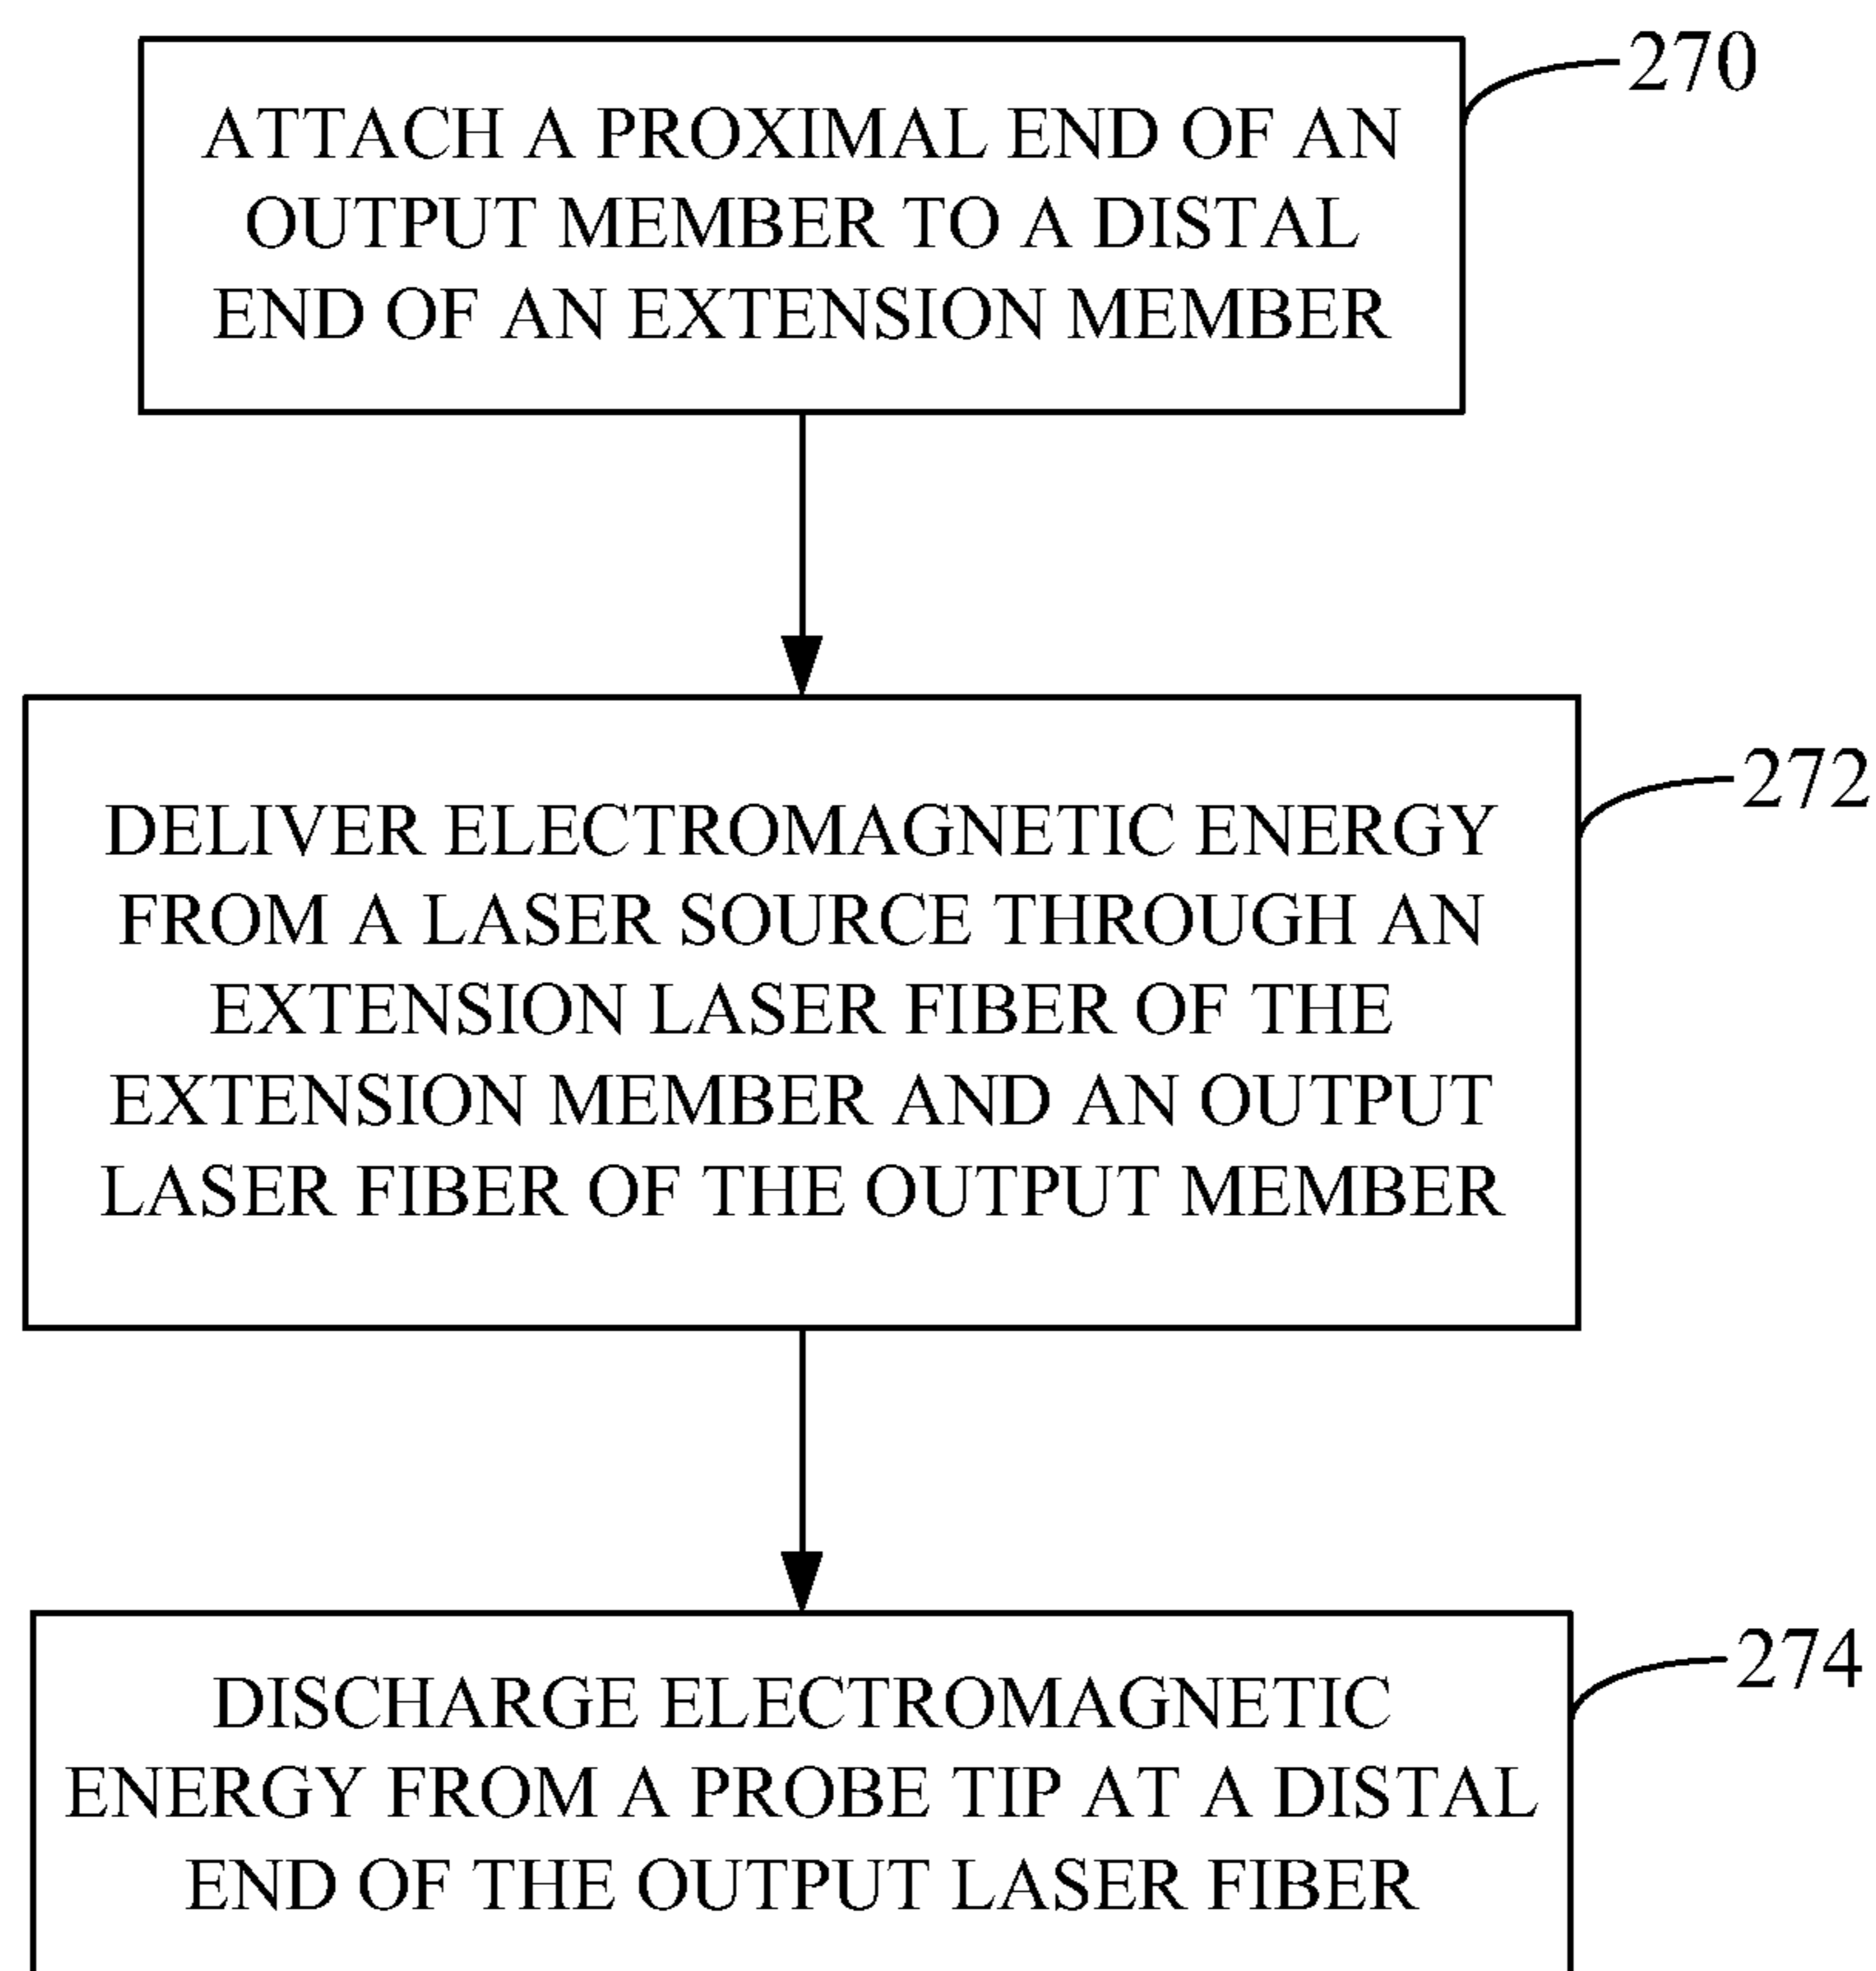 270
ATTACH A PROXIMAL END OF AN
OUTPUT MEMBER TO A DISTAL
END OF AN EXTENSION MEMBER
272
DELIVER ELECTROMAGNETIC ENERGY
FROM A LASER SOURCE THROUGH AN
EXTENSION LASER FIBER OF THE
EXTENSION MEMBER AND AN OUTPUT
LASER FIBER OF THE OUTPUT MEMBER
274
DISCHARGE ELECTROMAGNETIC
ENERGY FROM A PROBE TIP AT A DISTAL
END OF THE OUTPUT LASER FIBER